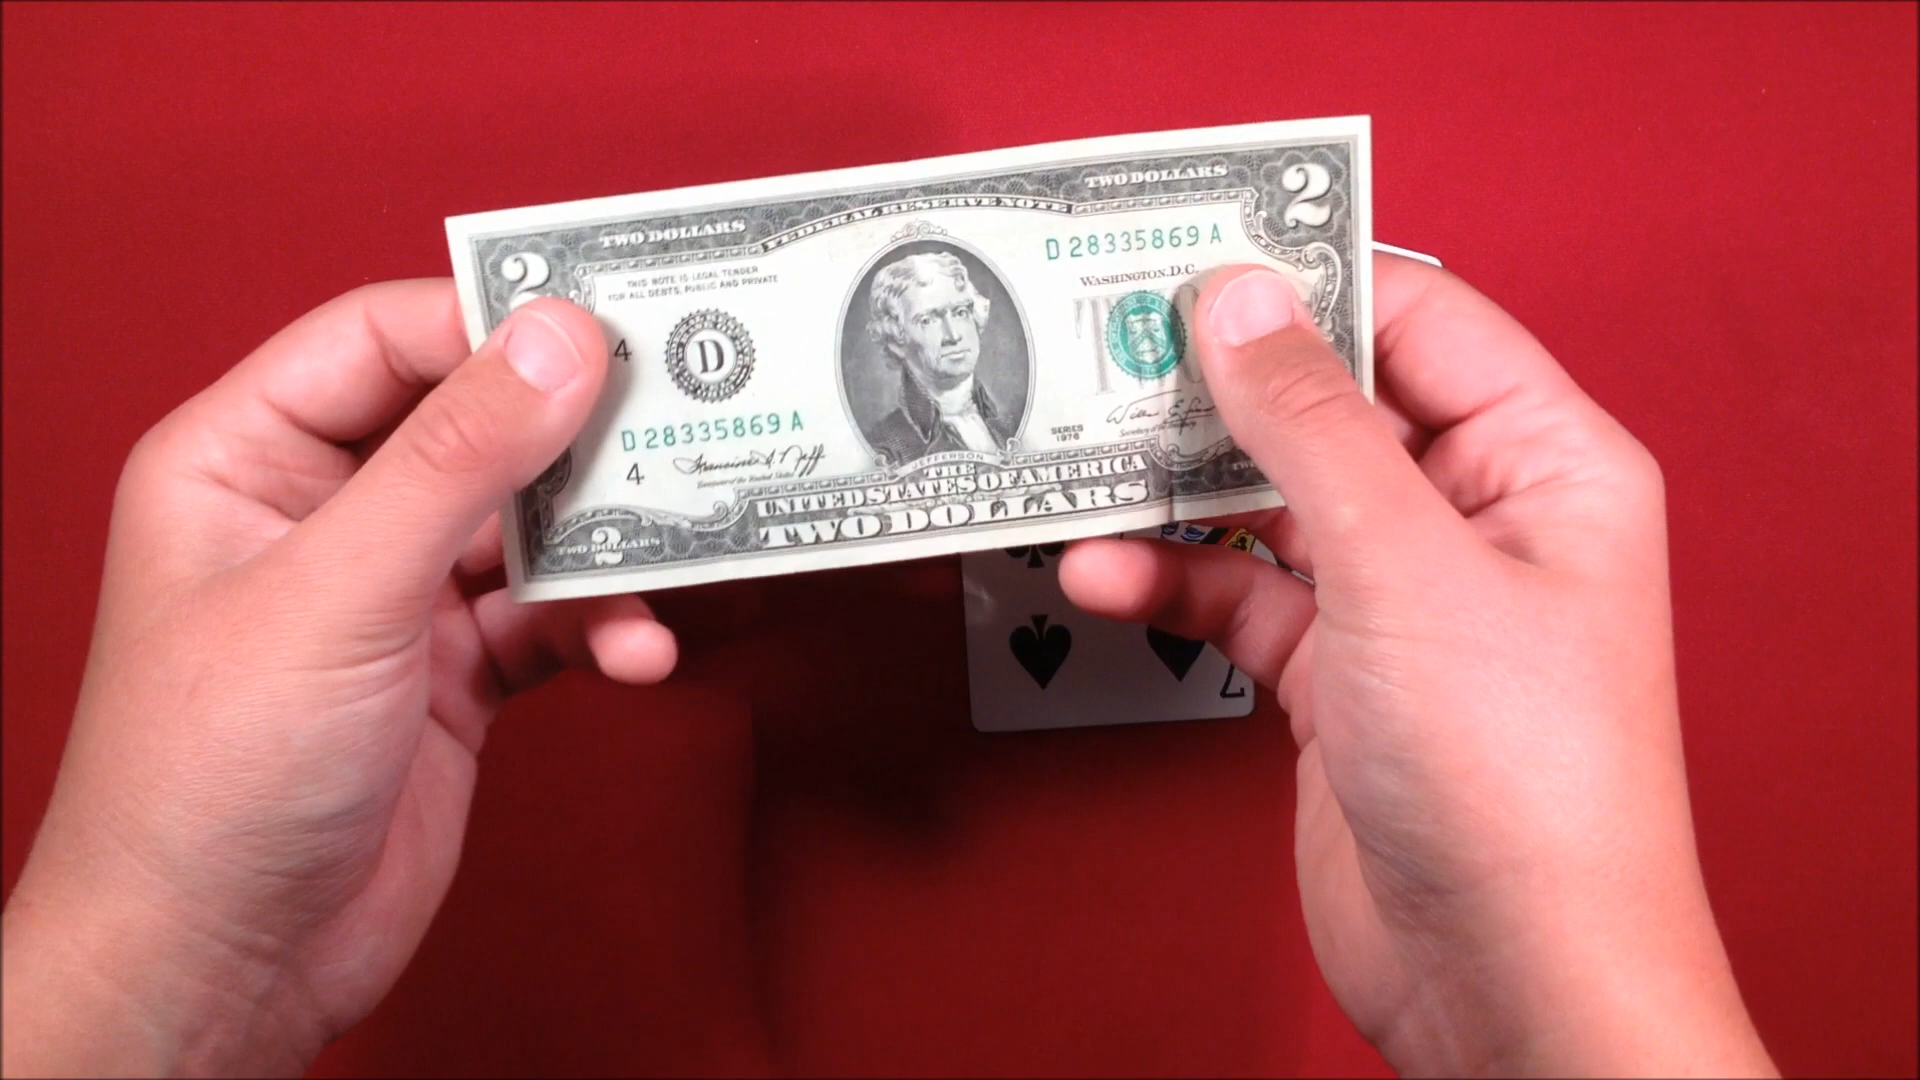 TWO DOLLARS
FEDERAL RESERVE NOTE
TWO DOLLARS
2
2
THIS NOTE IS LEGAL TENDER
FOR ALL DEBTS, PUBLIC AND PRIVATE
D 28335869 A
WASHINGTON, D.C.
4
D
D 28335869 A
SERIES
1976
4
JEFFERSON
THE
UNITED STATES OF AMERICA
TWO DOLLARS
TWO DOLLARS
2
7